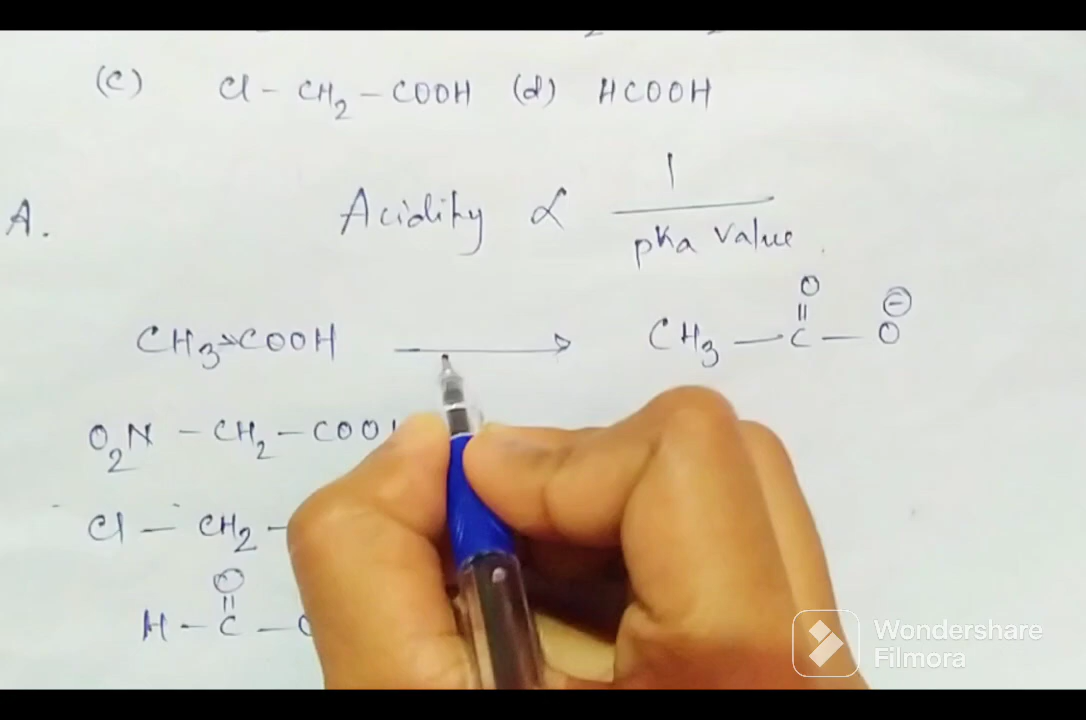 (C) Cl - CH2 - COOH (d) HCOOH
A. Acidity ∝ 1
pKa value
O
CH3 COOH → CH3 — C — O⊖
O2N - CH2 - COO
Cl - CH2 -
O
H - C -
Wondershare
Filmora